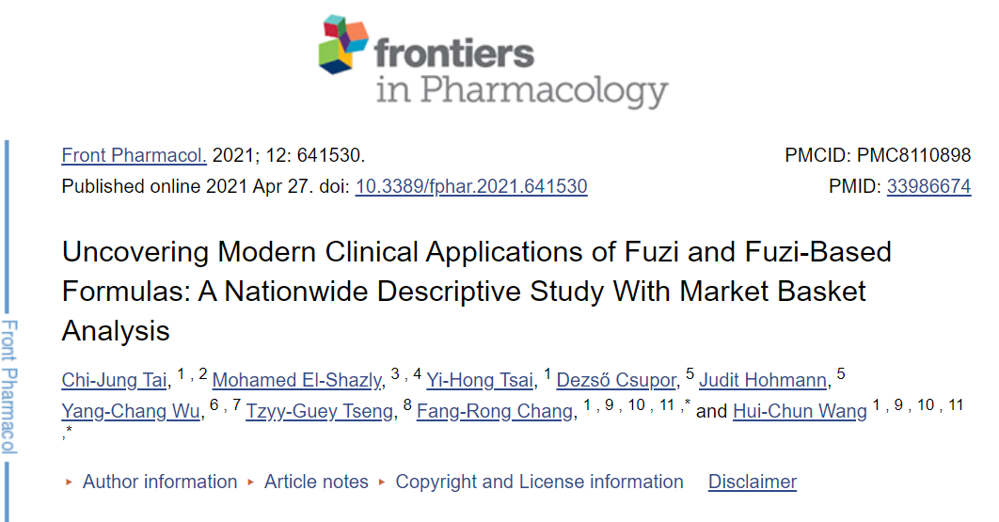 frontiers
in Pharmacology
Front Pharmacol. 2021; 12: 641530.
PMCID: PMC8110898
Published online 2021 Apr 27. doi: 10.3389/fphar.2021.641530
PMID: 33986674
Uncovering Modern Clinical Applications of Fuzi and Fuzi-Based
Formulas: A Nationwide Descriptive Study With Market Basket
Analysis
Chi-Jung Tai, 1 , 2 Mohamed El-Shazly, 3 , 4 Yi-Hong Tsai, 1 Dezső Csupor, 5 Judit Hohmann, 5
Yang-Chang Wu, 6 , 7 Tzyy-Guey Tseng, 8 Fang-Rong Chang, 1 , 9 , 10 , 11 ,* and Hui-Chun Wang 1 , 9 , 10 , 11
,*
▸ Author information ▸ Article notes ▸ Copyright and License information Disclaimer
Front Pharmacol